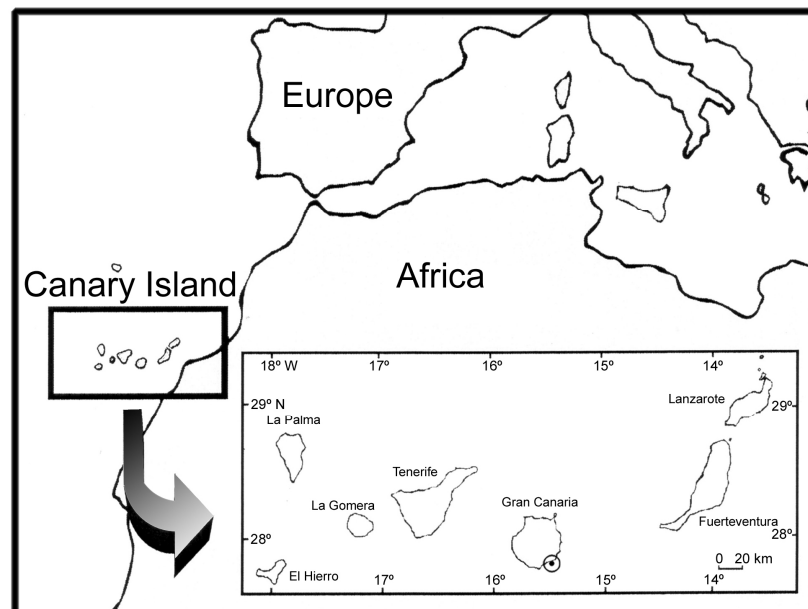 Europe
Africa
Canary Island
18º W
17º
16º
15º
14º
29º N
29º
Lanzarote
La Palma
Tenerife
Gran Canaria
La Gomera
Fuerteventura
28º
28º
El Hierro
0 20 km
17º
16º
15º
14º